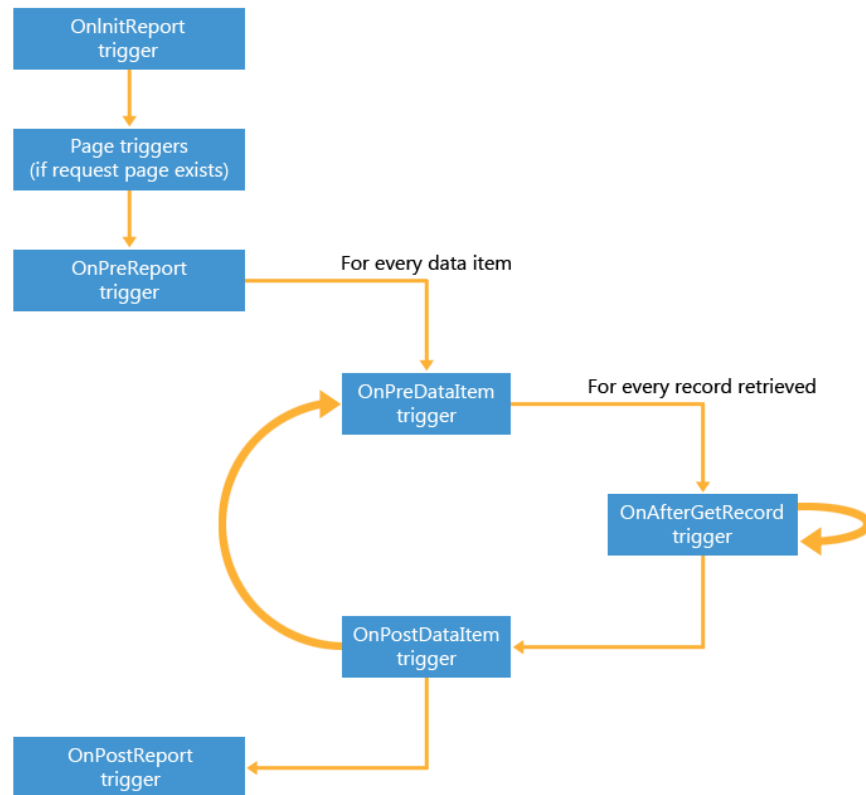 OnInitReport
trigger
Page triggers
(if request page exists)
OnPreReport
trigger
For every data item
OnPreDataItem
trigger
For every record retrieved
OnAfterGetRecord
trigger
OnPostDataItem
trigger
OnPostReport
trigger